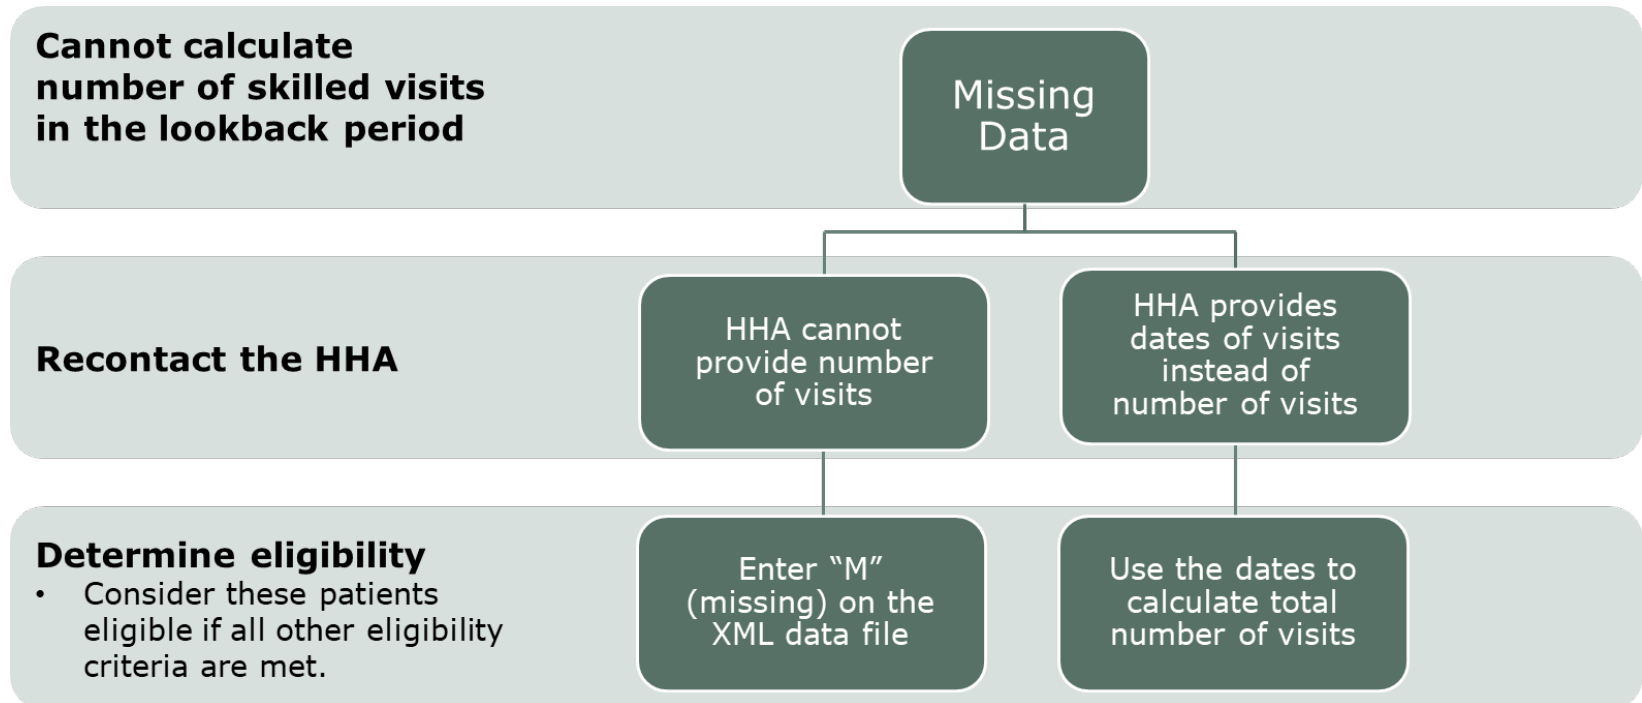 Cannot calculate
number of skilled visits
in the lookback period
Missing
Data
Recontact the HHA
HHA cannot
provide number
of visits
HHA provides
dates of visits
instead of
number of visits
Determine eligibility
• Consider these patients
eligible if all other eligibility
criteria are met.
Enter “M”
(missing) on the
XML data file
Use the dates to
calculate total
number of visits